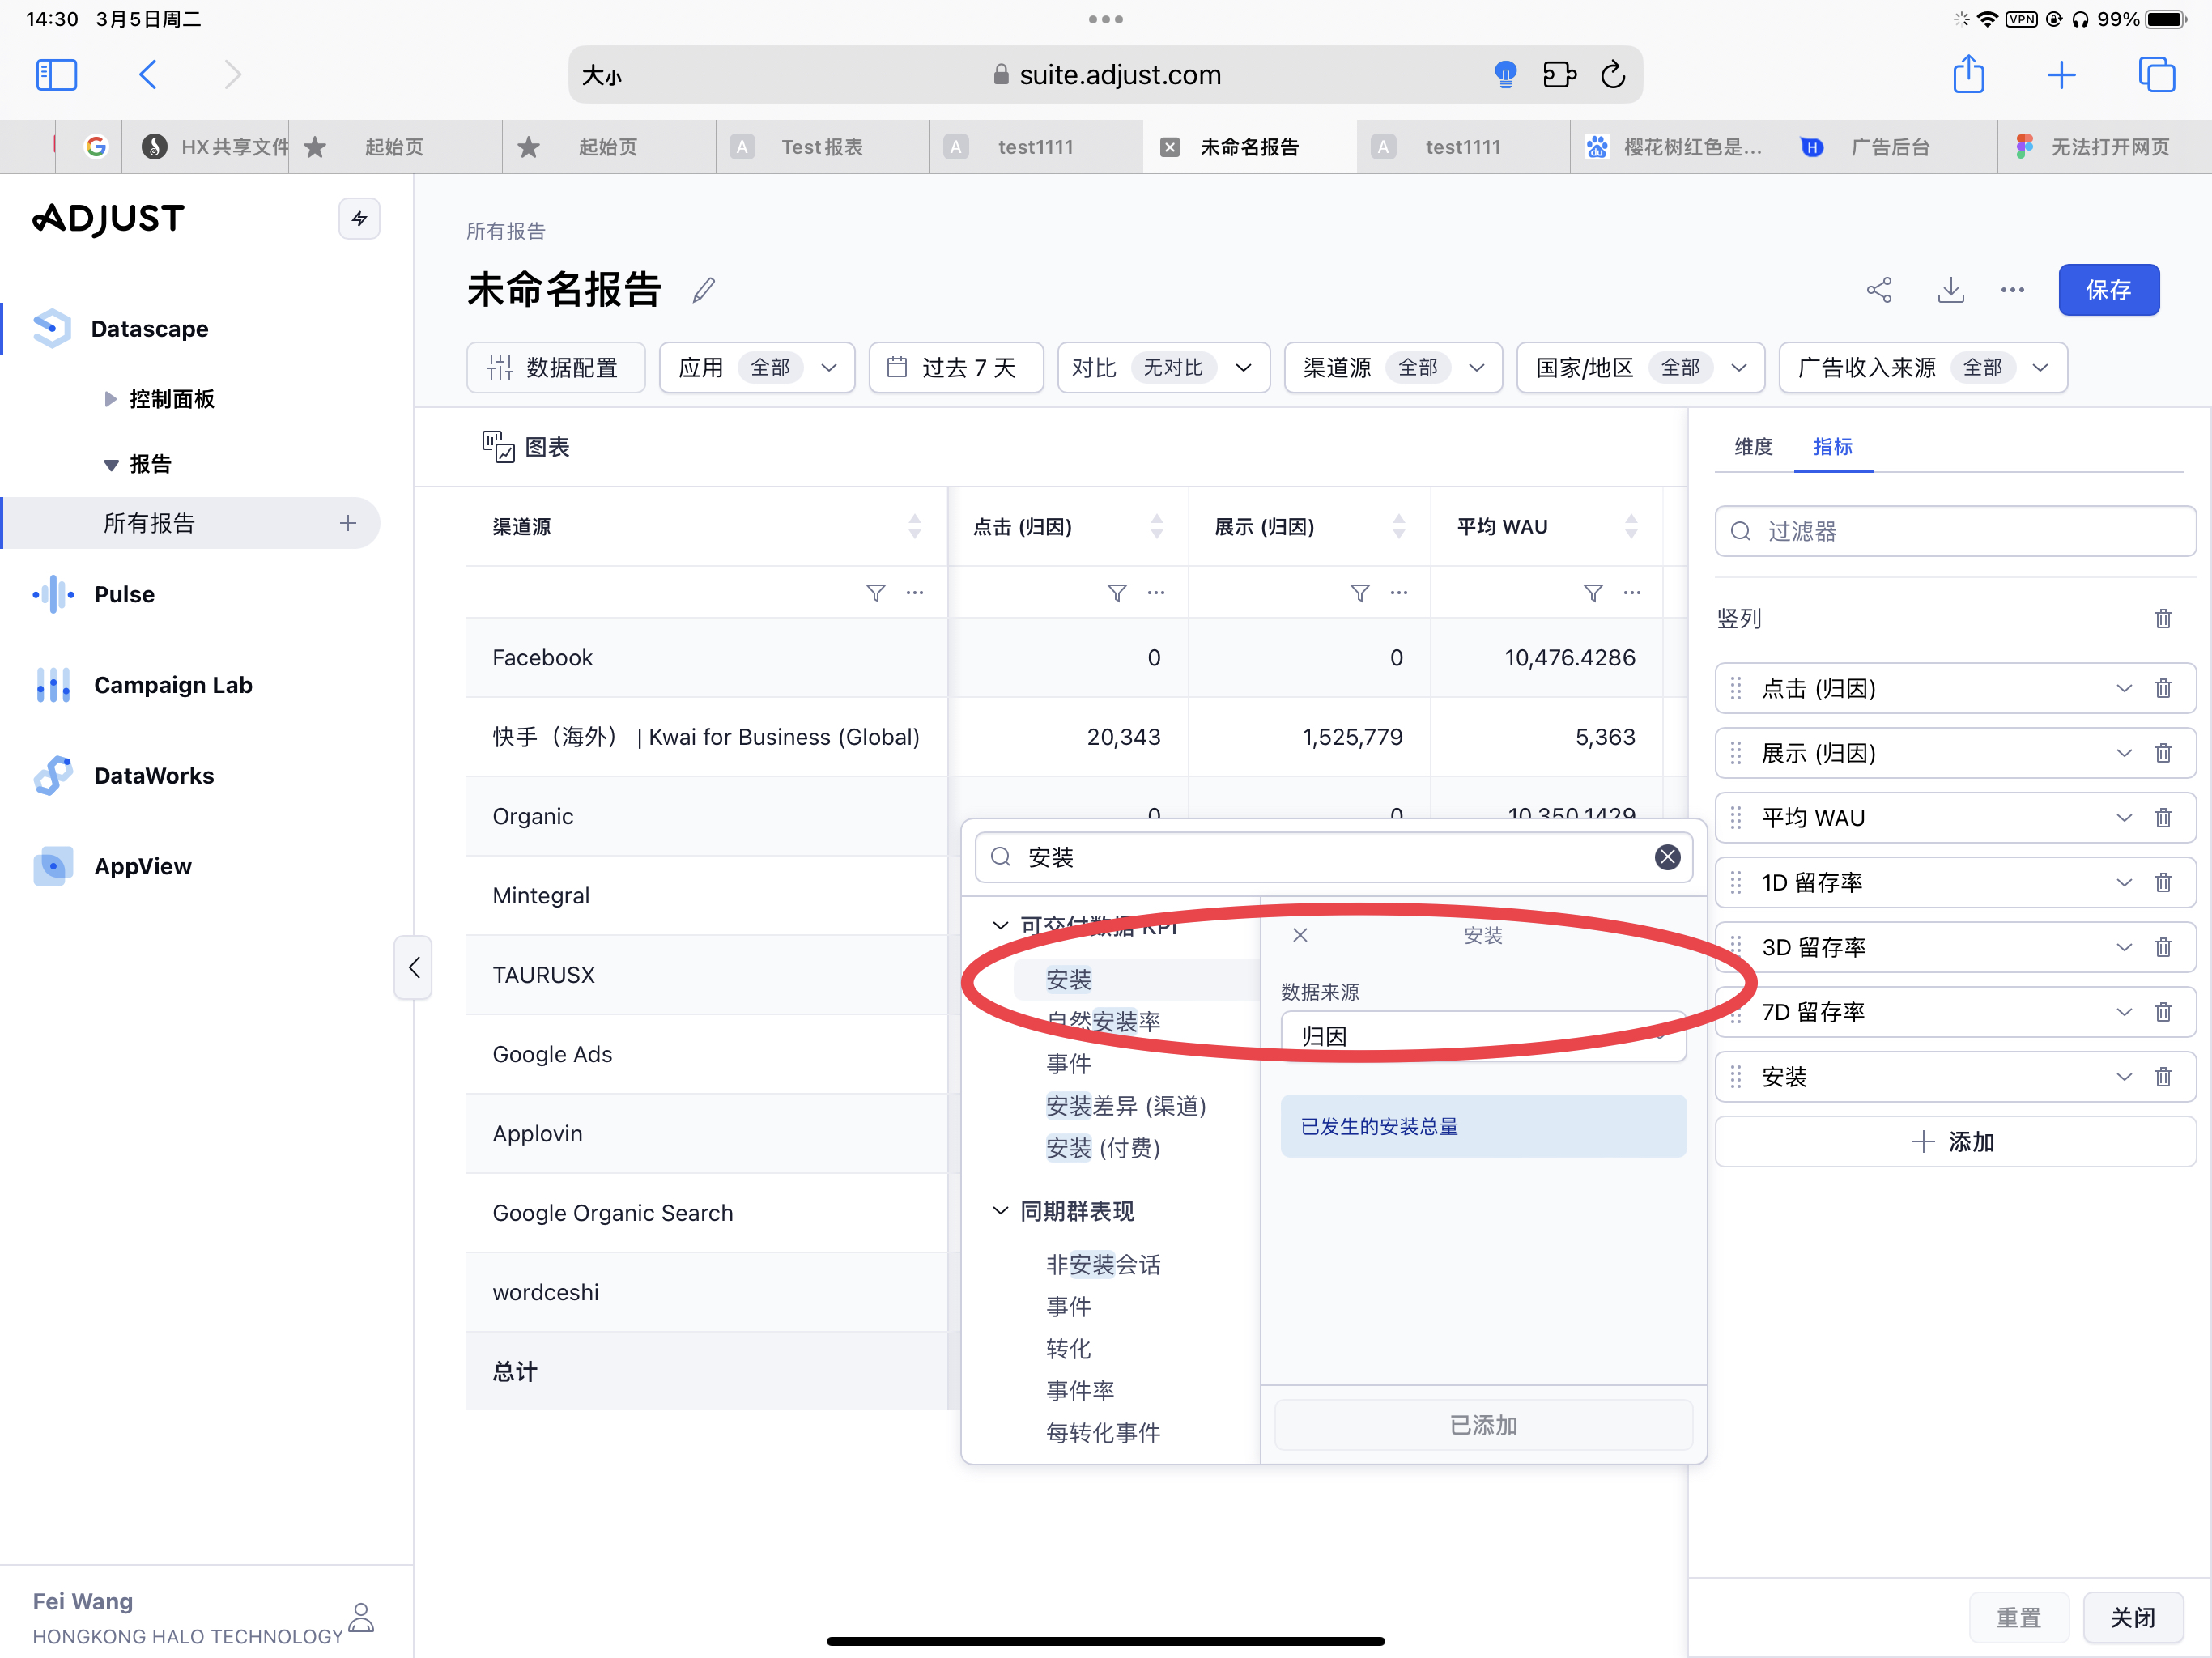 14:30 3月5日周二
VPN 99%
大小 suite.adjust.com
HX共享文件
起始页
起始页
Test报表
test1111
未命名报告
test1111
樱花树红色是...
广告后台
无法打开网页
ADJUST
Datascape
控制面板
报告
所有报告
Pulse
Campaign Lab
DataWorks
AppView
Fei Wang
HONGKONG HALO TECHNOLOGY
所有报告
未命名报告
保存
数据配置
应用 全部
过去 7 天
对比 无对比
渠道源 全部
国家/地区 全部
广告收入来源 全部
图表
渠道源 点击 (归因) 展示 (归因) 平均 WAU
Facebook 0 0 10,476.4286
快手（海外） | Kwai for Business (Global) 20,343 1,525,779 5,363
Organic 0 0 10,350.1429
Mintegral
TAURUSX
Google Ads
Applovin
Google Organic Search
wordceshi
总计
安装
可交付数据 KPI
安装
自然安装率
事件
安装差异 (渠道)
安装 (付费)
同期群表现
非安装会话
事件
转化
事件率
每转化事件
安装
数据来源
归因
已发生的安装总量
已添加
维度 指标
过滤器
竖列
点击 (归因)
展示 (归因)
平均 WAU
1D 留存率
3D 留存率
7D 留存率
安装
添加
重置 关闭